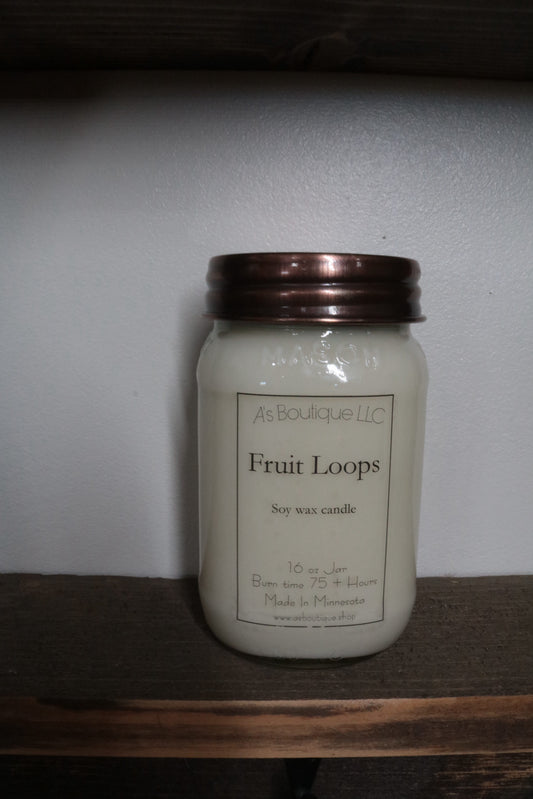 MASON
A's Boutique LLC
Fruit Loops
Soy wax candle
16 oz Jar
Burn time 75 + Hours
Made In Minnesota
www.asboutique.shop